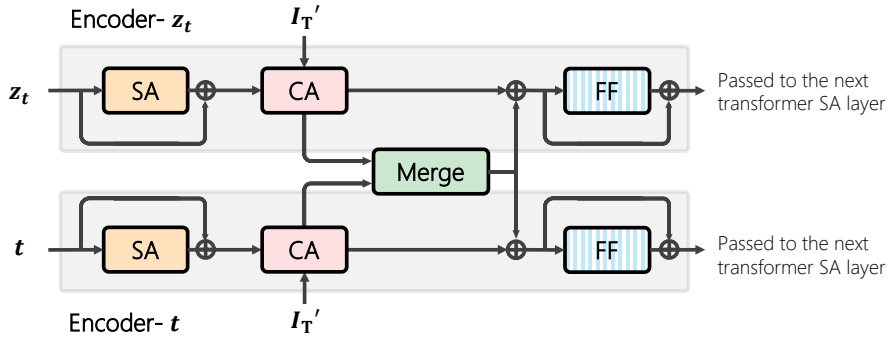 Encoder- z_t
I_T′
z_t
SA
CA
FF
Passed to the next
transformer SA layer
Merge
t
SA
CA
FF
Passed to the next
transformer SA layer
I_T′
Encoder- t